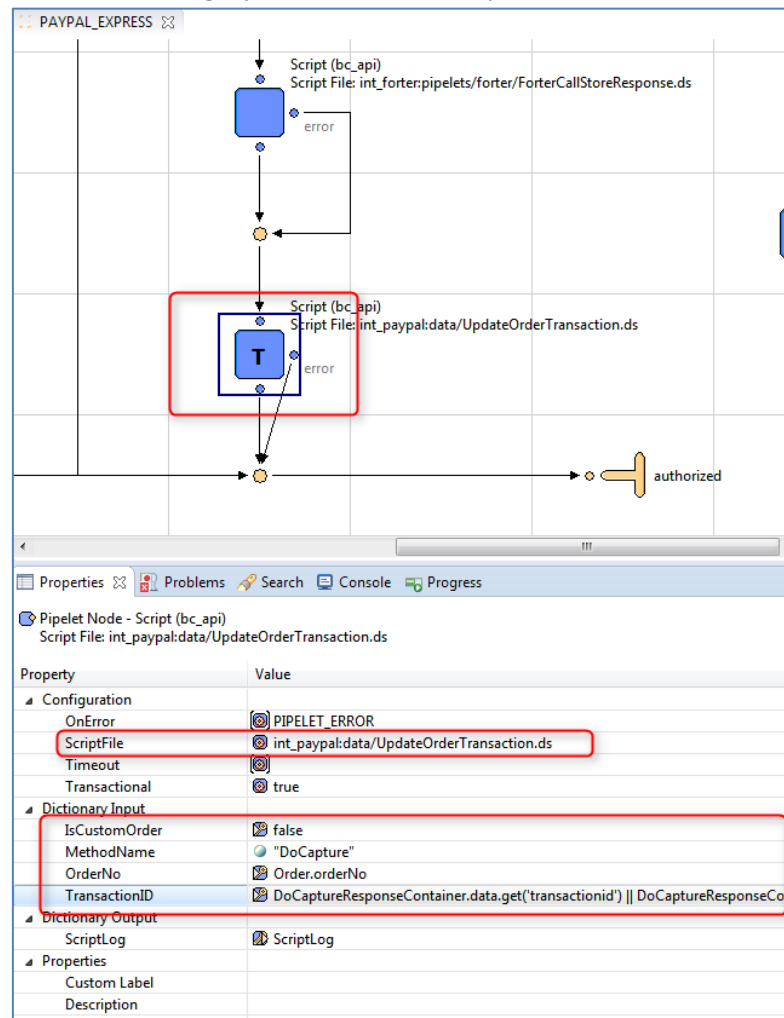 PAYPAL_EXPRESS
Script (bc_api)
Script File: int_forter:pipelets/forter/ForterCallStoreResponse.ds
error
Script (bc_api)
Script File: int_paypal:data/UpdateOrderTransaction.ds
T
error
authorized
Properties Problems Search Console Progress
Pipelet Node - Script (bc_api)
Script File: int_paypal:data/UpdateOrderTransaction.ds
Property Value
Configuration
OnError PIPELET_ERROR
ScriptFile int_paypal:data/UpdateOrderTransaction.ds
Timeout
Transactional true
Dictionary Input
IsCustomOrder false
MethodName "DoCapture"
OrderNo Order.orderNo
TransactionID DoCaptureResponseContainer.data.get('transactionid') || DoCaptureResponseCo
Dictionary Output
ScriptLog ScriptLog
Properties
Custom Label
Description